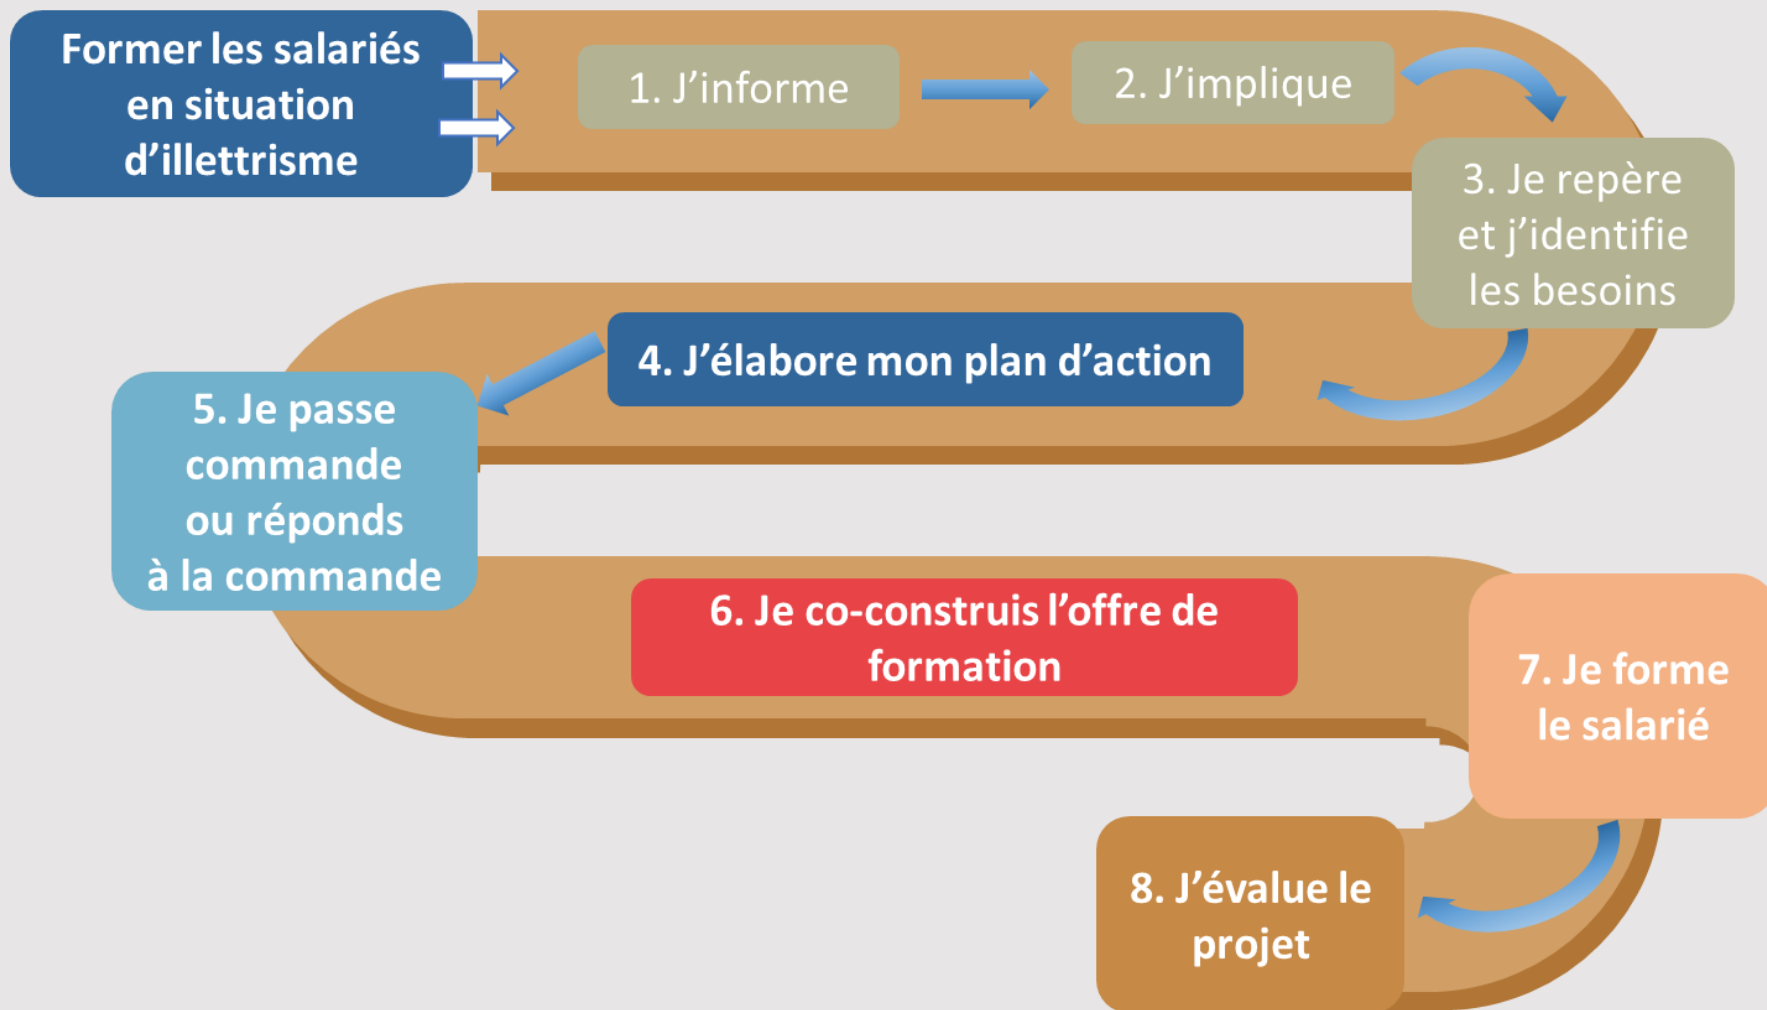 Former les salariés
en situation
d’illettrisme
1. J’informe
2. J’implique
3. Je repère
et j’identifie
les besoins
4. J’élabore mon plan d’action
5. Je passe
commande
ou réponds
à la commande
6. Je co-construis l’offre de
formation
7. Je forme
le salarié
8. J’évalue le
projet